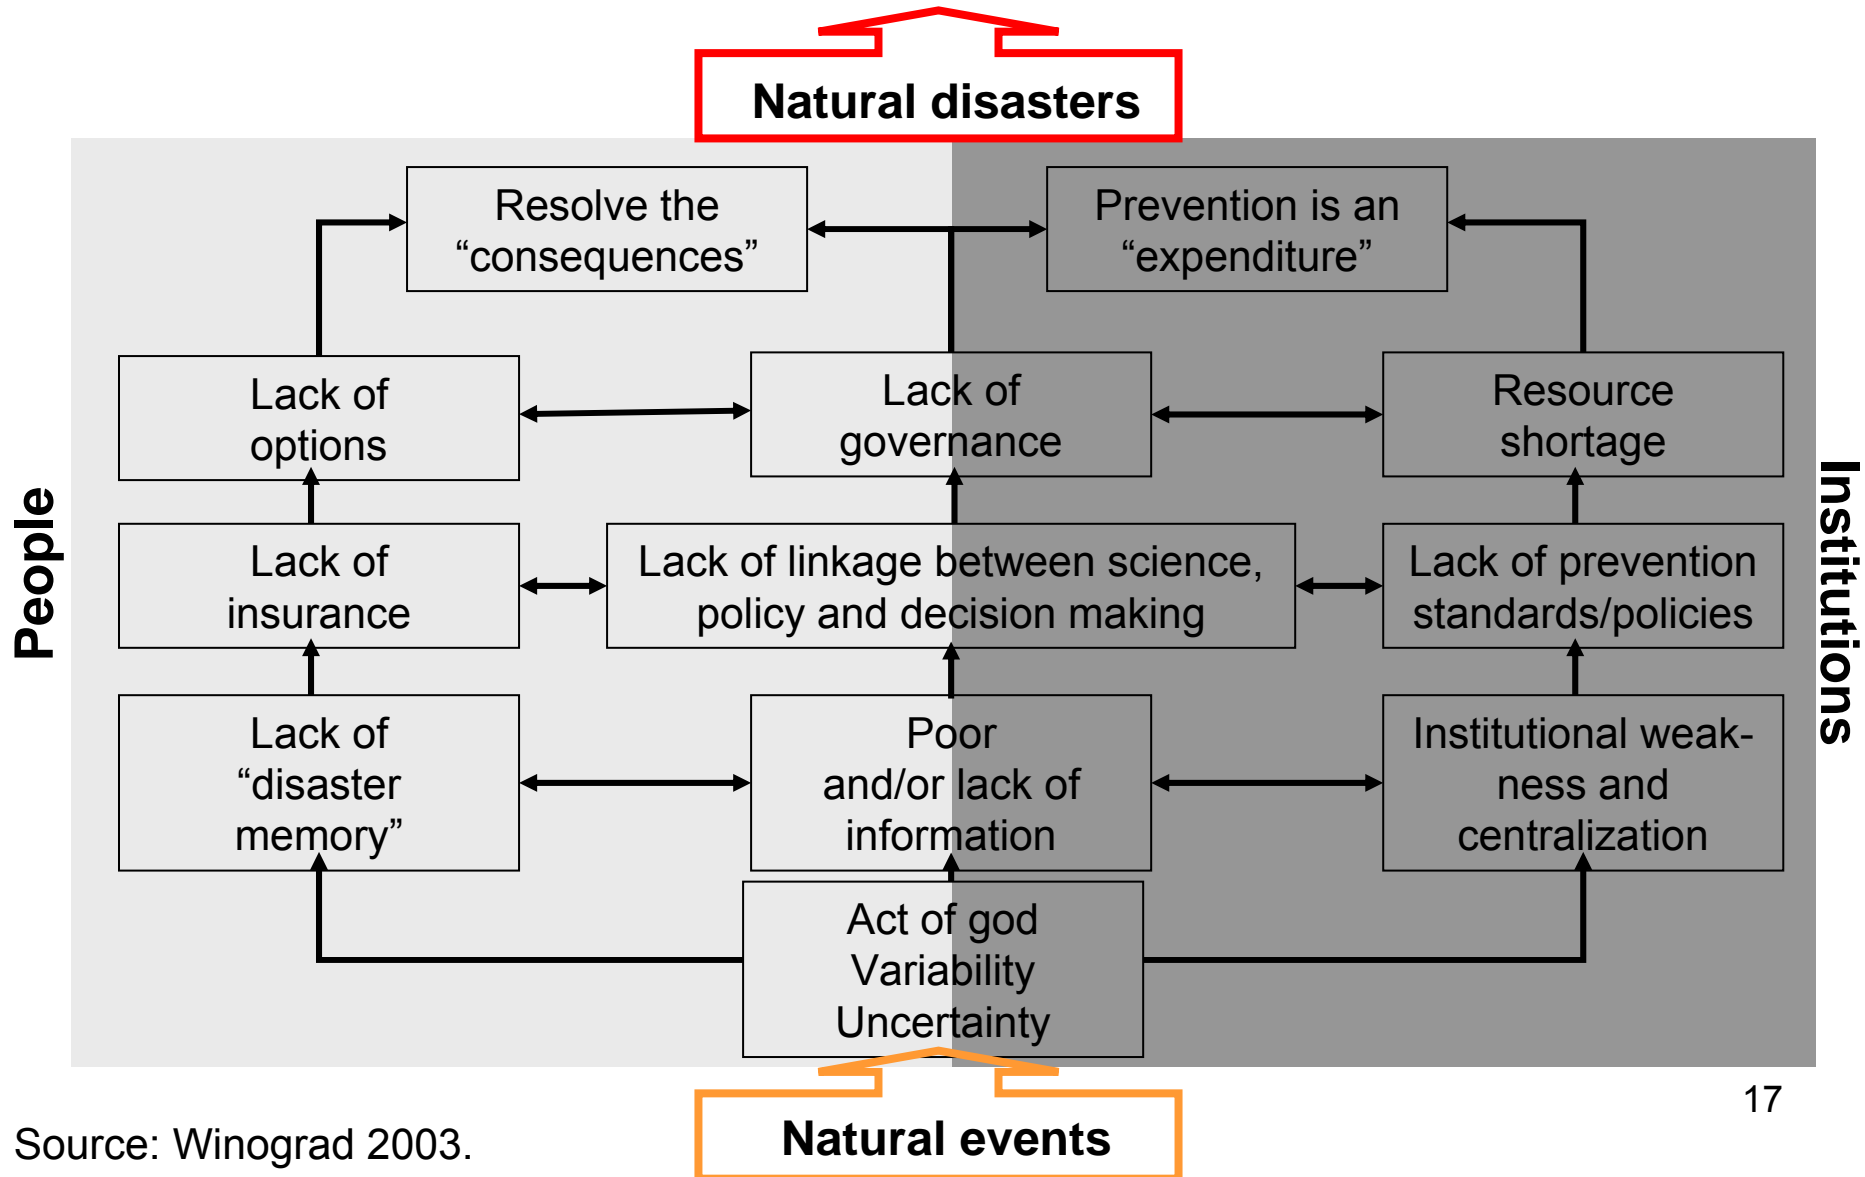 Natural disasters
Resolve the
“consequences”
Prevention is an
“expenditure”
Lack of
options
Lack of
governance
Resource
shortage
People
Institutions
Lack of
insurance
Lack of linkage between science,
policy and decision making
Lack of prevention
standards/policies
Lack of
“disaster
memory”
Poor
and/or lack of
information
Institutional weak-
ness and
centralization
Act of god
Variability
Uncertainty
Natural events
17
Source: Winograd 2003.